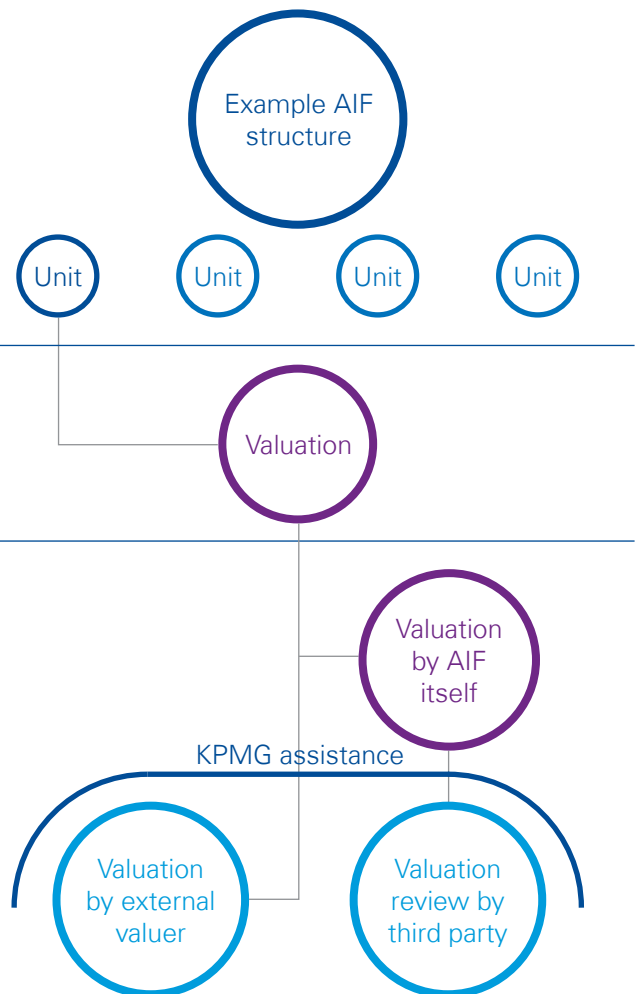 Example AIF
structure
Unit
Unit
Unit
Unit
Valuation
Valuation
by AIF
itself
KPMG assistance
Valuation
by external
valuer
Valuation
review by
third party